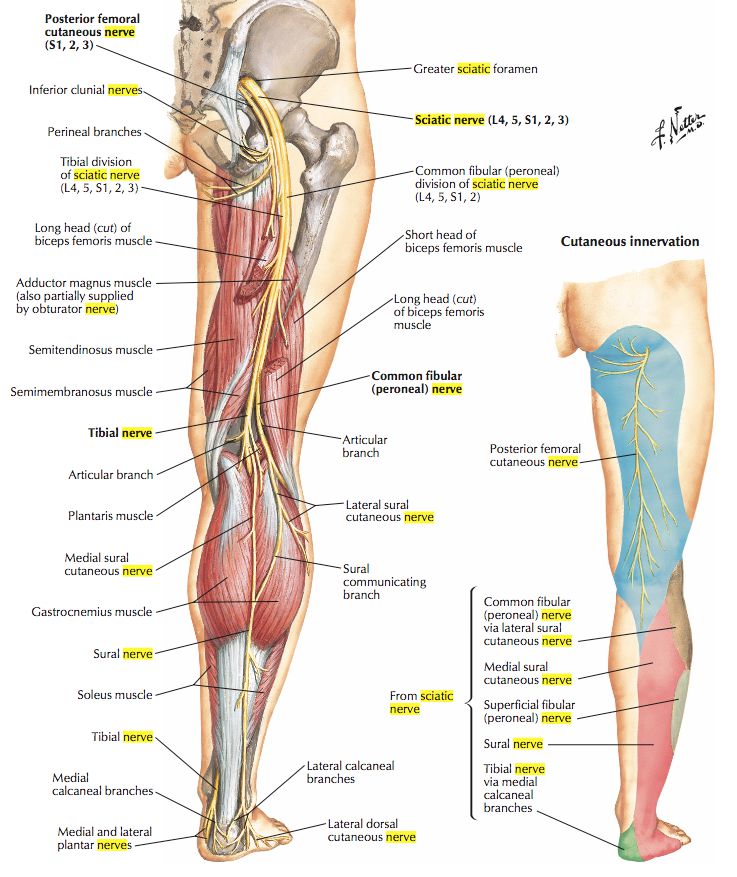 Posterior femoral
cutaneous nerve
(S1, 2, 3)
Inferior clunial nerves
Perineal branches
Tibial division
of sciatic nerve
(L4, 5, S1, 2, 3)
Long head (cut) of
biceps femoris muscle
Adductor magnus muscle
(also partially supplied
by obturator nerve)
Semitendinosus muscle
Semimembranosus muscle
Tibial nerve
Articular branch
Plantaris muscle
Medial sural
cutaneous nerve
Gastrocnemius muscle
Sural nerve
Soleus muscle
Tibial nerve
Medial
calcaneal branches
Medial and lateral
plantar nerves
Greater sciatic foramen
Sciatic nerve (L4, 5, S1, 2, 3)
Common fibular (peroneal)
division of sciatic nerve
(L4, 5, S1, 2)
Short head of
biceps femoris muscle
Long head (cut)
of biceps femoris
muscle
Common fibular
(peroneal) nerve
Articular
branch
Lateral sural
cutaneous nerve
Sural
communicating
branch
Lateral calcaneal
branches
Lateral dorsal
cutaneous nerve
F. Netter
M.D.
Cutaneous innervation
Posterior femoral
cutaneous nerve
From sciatic
nerve
Common fibular
(peroneal) nerve
via lateral sural
cutaneous nerve
Medial sural
cutaneous nerve
Superficial fibular
(peroneal) nerve
Sural nerve
Tibial nerve
via medial
calcaneal
branches